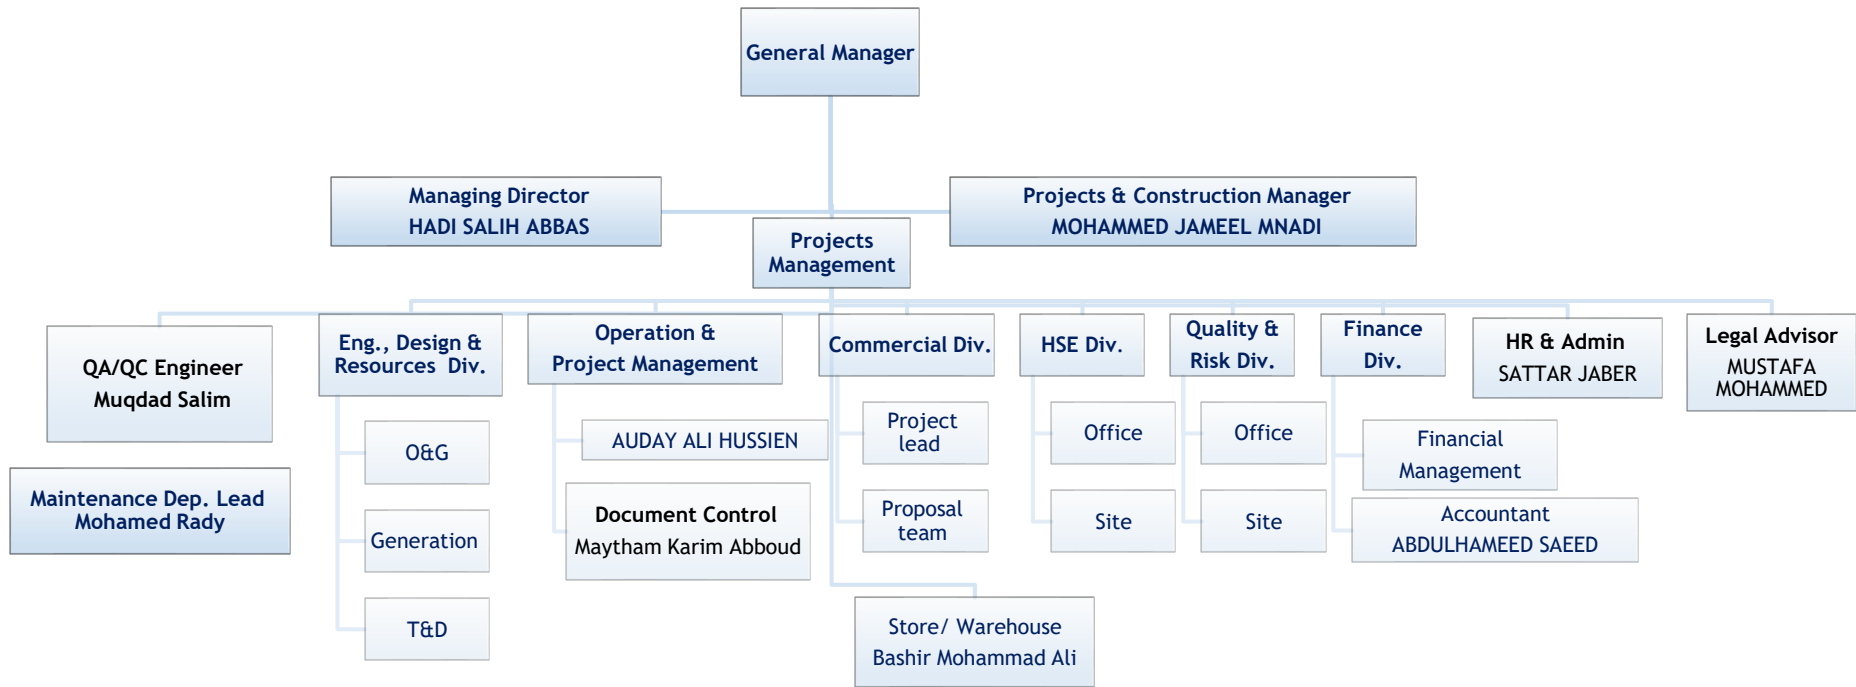 General Manager
Managing Director
HADI SALIH ABBAS
Projects & Construction Manager
MOHAMMED JAMEEL MNADI
Projects
Management
QA/QC Engineer
Muqdad Salim
Eng., Design &
Resources Div.
Operation &
Project Management
Commercial Div.
HSE Div.
Quality &
Risk Div.
Finance
Div.
HR & Admin
SATTAR JABER
Legal Advisor
MUSTAFA
MOHAMMED
Maintenance Dep. Lead
Mohamed Rady
O&G
Generation
T&D
AUDAY ALI HUSSIEN
Document Control
Maytham Karim Abboud
Project
lead
Proposal
team
Office
Site
Office
Site
Financial
Management
Accountant
ABDULHAMEED SAEED
Store/ Warehouse
Bashir Mohammad Ali